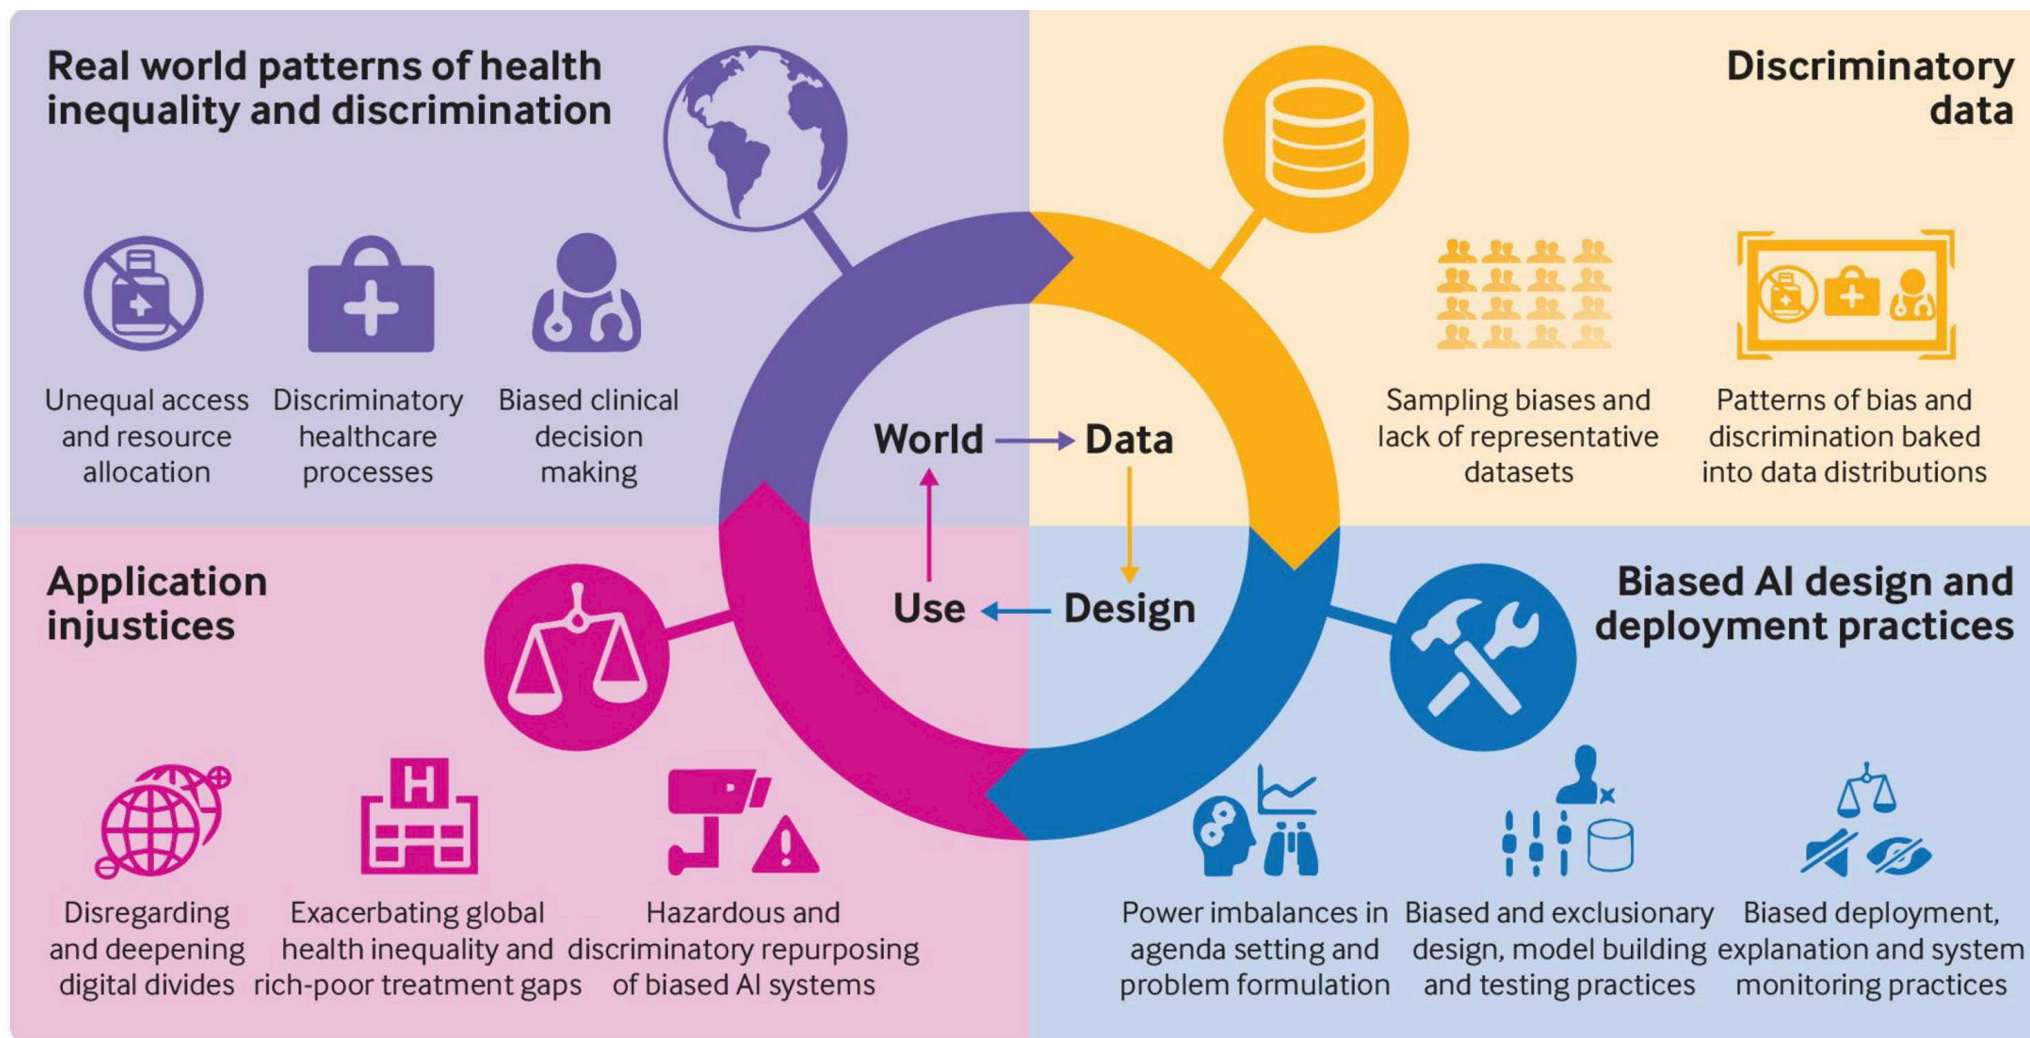 Real world patterns of health
inequality and discrimination
Unequal access
and resource
allocation
Discriminatory
healthcare
processes
Biased clinical
decision
making
Discriminatory
data
Sampling biases and
lack of representative
datasets
Patterns of bias and
discrimination baked
into data distributions
World
Data
Use
Design
Application
injustices
H
Disregarding
and deepening
digital divides
Exacerbating global
health inequality and
rich-poor treatment gaps
Hazardous and
discriminatory repurposing
of biased AI systems
Biased AI design and
deployment practices
Power imbalances in
agenda setting and
problem formulation
Biased and exclusionary
design, model building
and testing practices
Biased deployment,
explanation and system
monitoring practices